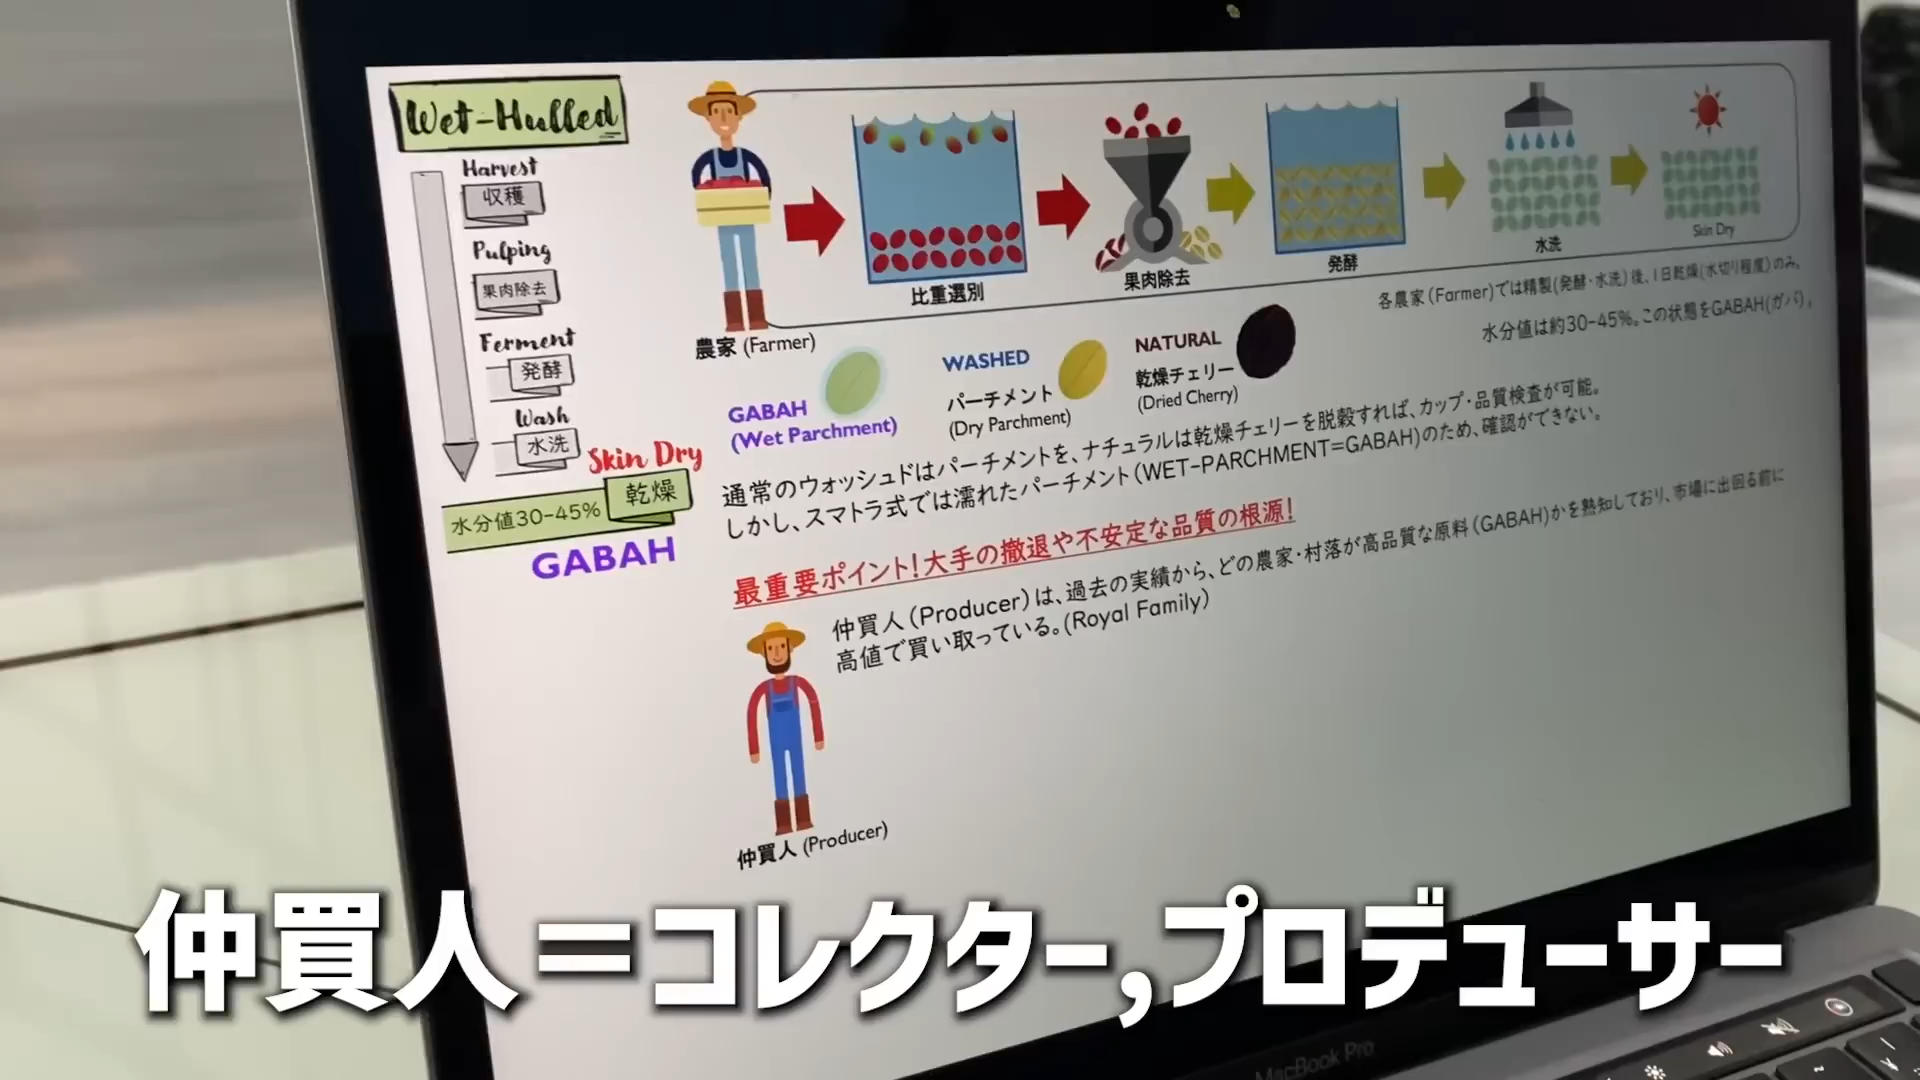 Wet-Hulled
Harvest
収穫
Pulping
果肉除去
Ferment
発酵
Wash
水洗
Skin Dry
乾燥
水分値30-45%
GABAH
農家 (Farmer)
比重選別
果肉除去
発酵
水洗
Skin Dry
各農家(Farmer)では精製(発酵・水洗)後、1日乾燥(水切り程度)のみ。
水分値は約30-45%。この状態をGABAH(ガバ)。
GABAH
(Wet Parchment)
WASHED
パーチメント
(Dry Parchment)
NATURAL
乾燥チェリー
(Dried Cherry)
通常のウォッシュドはパーチメントを、ナチュラルは乾燥チェリーを脱穀すれば、カップ・品質検査が可能。
しかし、スマトラ式では濡れたパーチメント(WET-PARCHMENT=GABAH)のため、確認ができない。
最重要ポイント!大手の撤退や不安定な品質の根源!
仲買人(Producer)は、過去の実績から、どの農家・村落が高品質な原料(GABAH)かを熟知しており、市場に出回る前に
高値で買い取っている。(Royal Family)
仲買人 (Producer)
仲買人=コレクター,プロデューサー
MacBook Pro